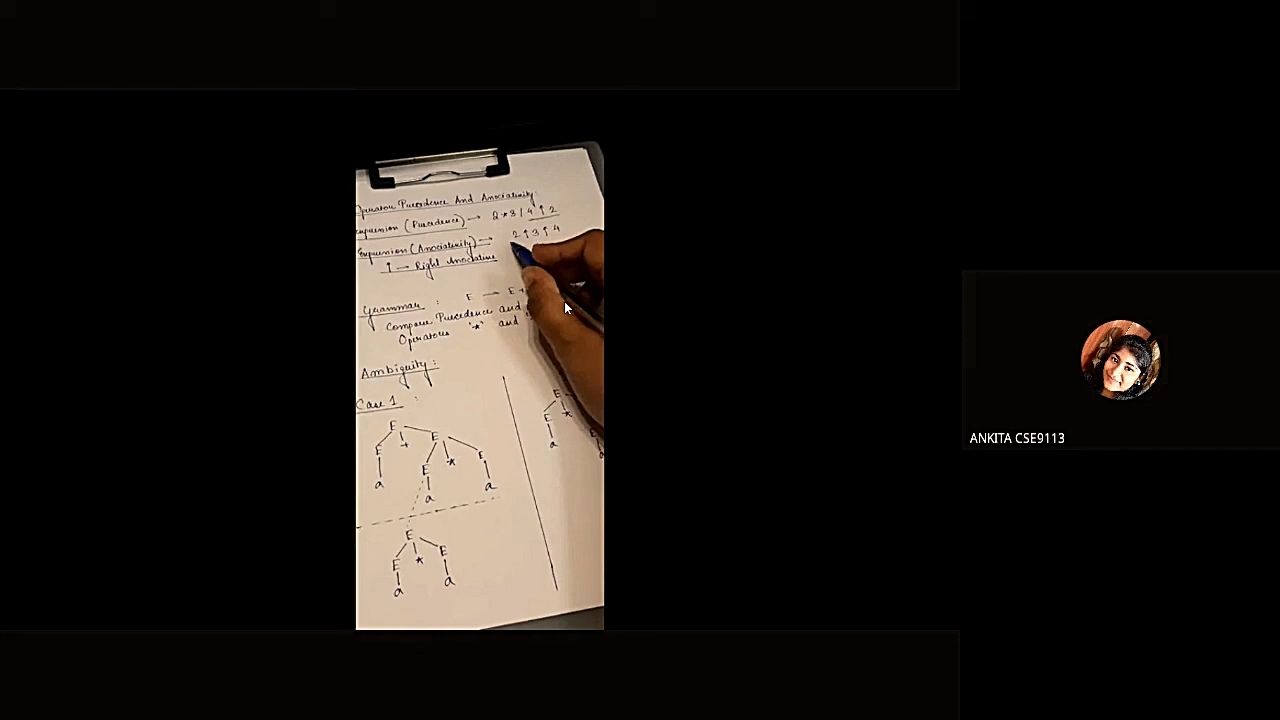 Operator Precedence And Associativity:
Expression (Precedence) → 2*3/4↑2
Expression (Associativity) → 2↑3↑4
↑ → Right Associative
Grammar : E → E+
Compare Precedence and
Operators '*' and
Ambiguity :
Case 1 :
E
E + E
a E * E
a a
E
E * E
a a
E
E *
a a
ANKITA CSE9113